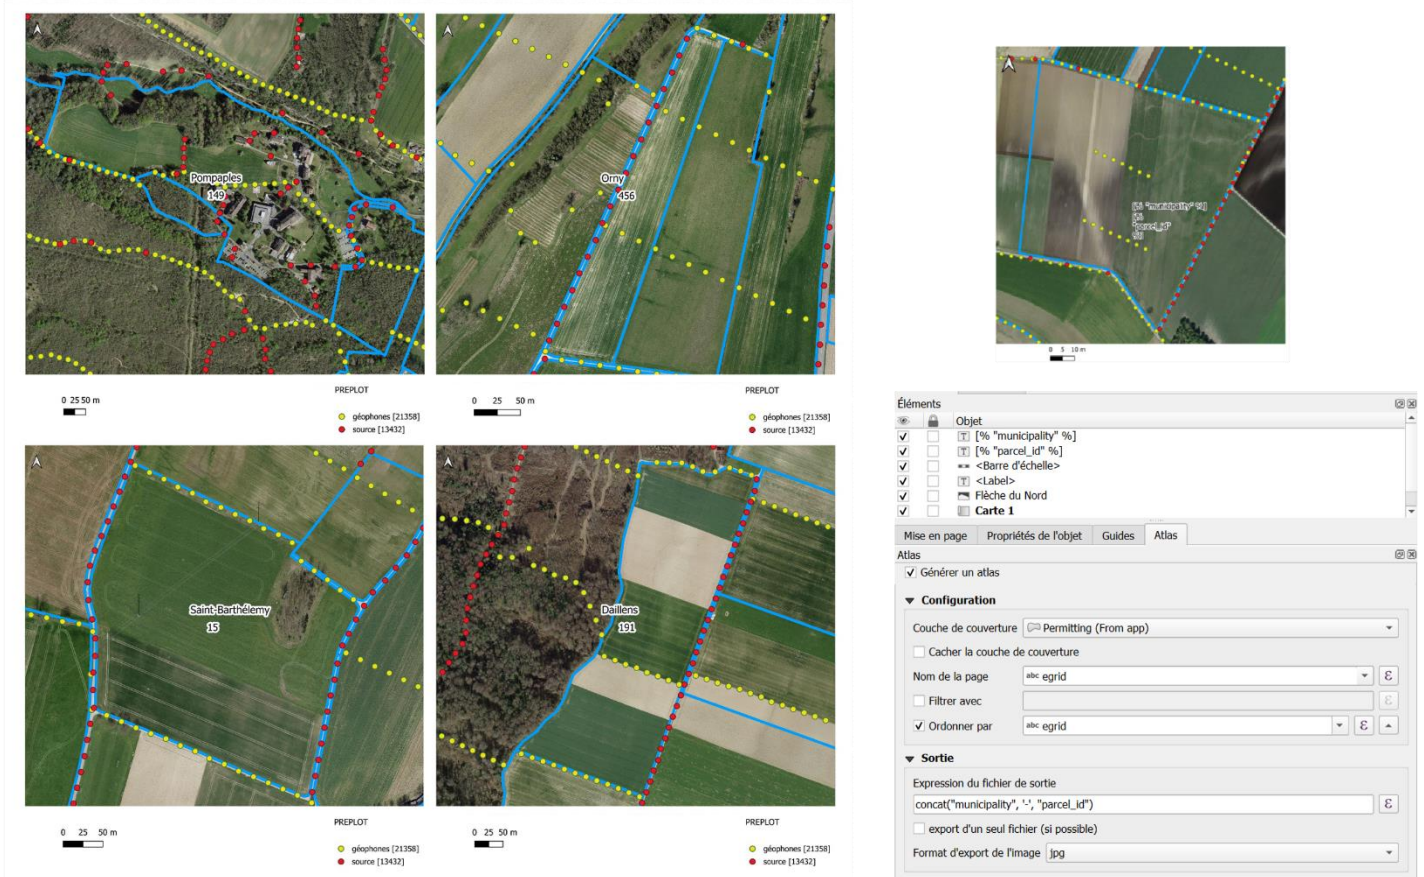 Pompaples
149
0 25 50 m
PREPLOT
géophones [21358]
source [13432]
Orny
456
0 25 50 m
PREPLOT
géophones [21358]
source [13432]
Saint-Barthélemy
15
0 25 50 m
PREPLOT
géophones [21358]
source [13432]
Daillens
191
0 25 50 m
PREPLOT
géophones [21358]
source [13432]
[% "municipality" %]
[%
"parcel_id"
%]
0 5 10 m
Éléments
Objet
[% "municipality" %]
[% "parcel_id" %]
<Barre d'échelle>
<Label>
Flèche du Nord
Carte 1
Mise en page Propriétés de l'objet Guides Atlas
Atlas
Générer un atlas
Configuration
Couche de couverture Permitting (From app)
Cacher la couche de couverture
Nom de la page abc egrid ε
Filtrer avec ε
Ordonner par abc egrid ε
Sortie
Expression du fichier de sortie
concat("municipality", '-', "parcel_id") ε
export d'un seul fichier (si possible)
Format d'export de l'image jpg